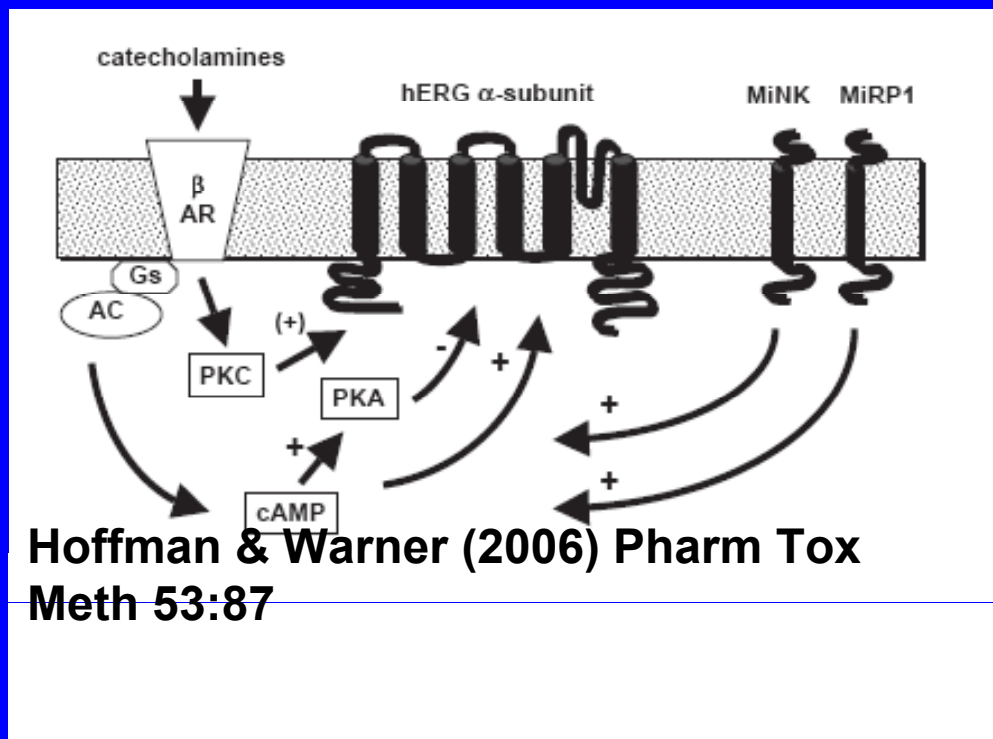 catecholamines
hERG α-subunit
MiNK MiRP1
β
AR
Gs
AC
(+)
PKC
-
+
PKA
+
+
+
cAMP
Hoffman & Warner (2006) Pharm Tox
Meth 53:87